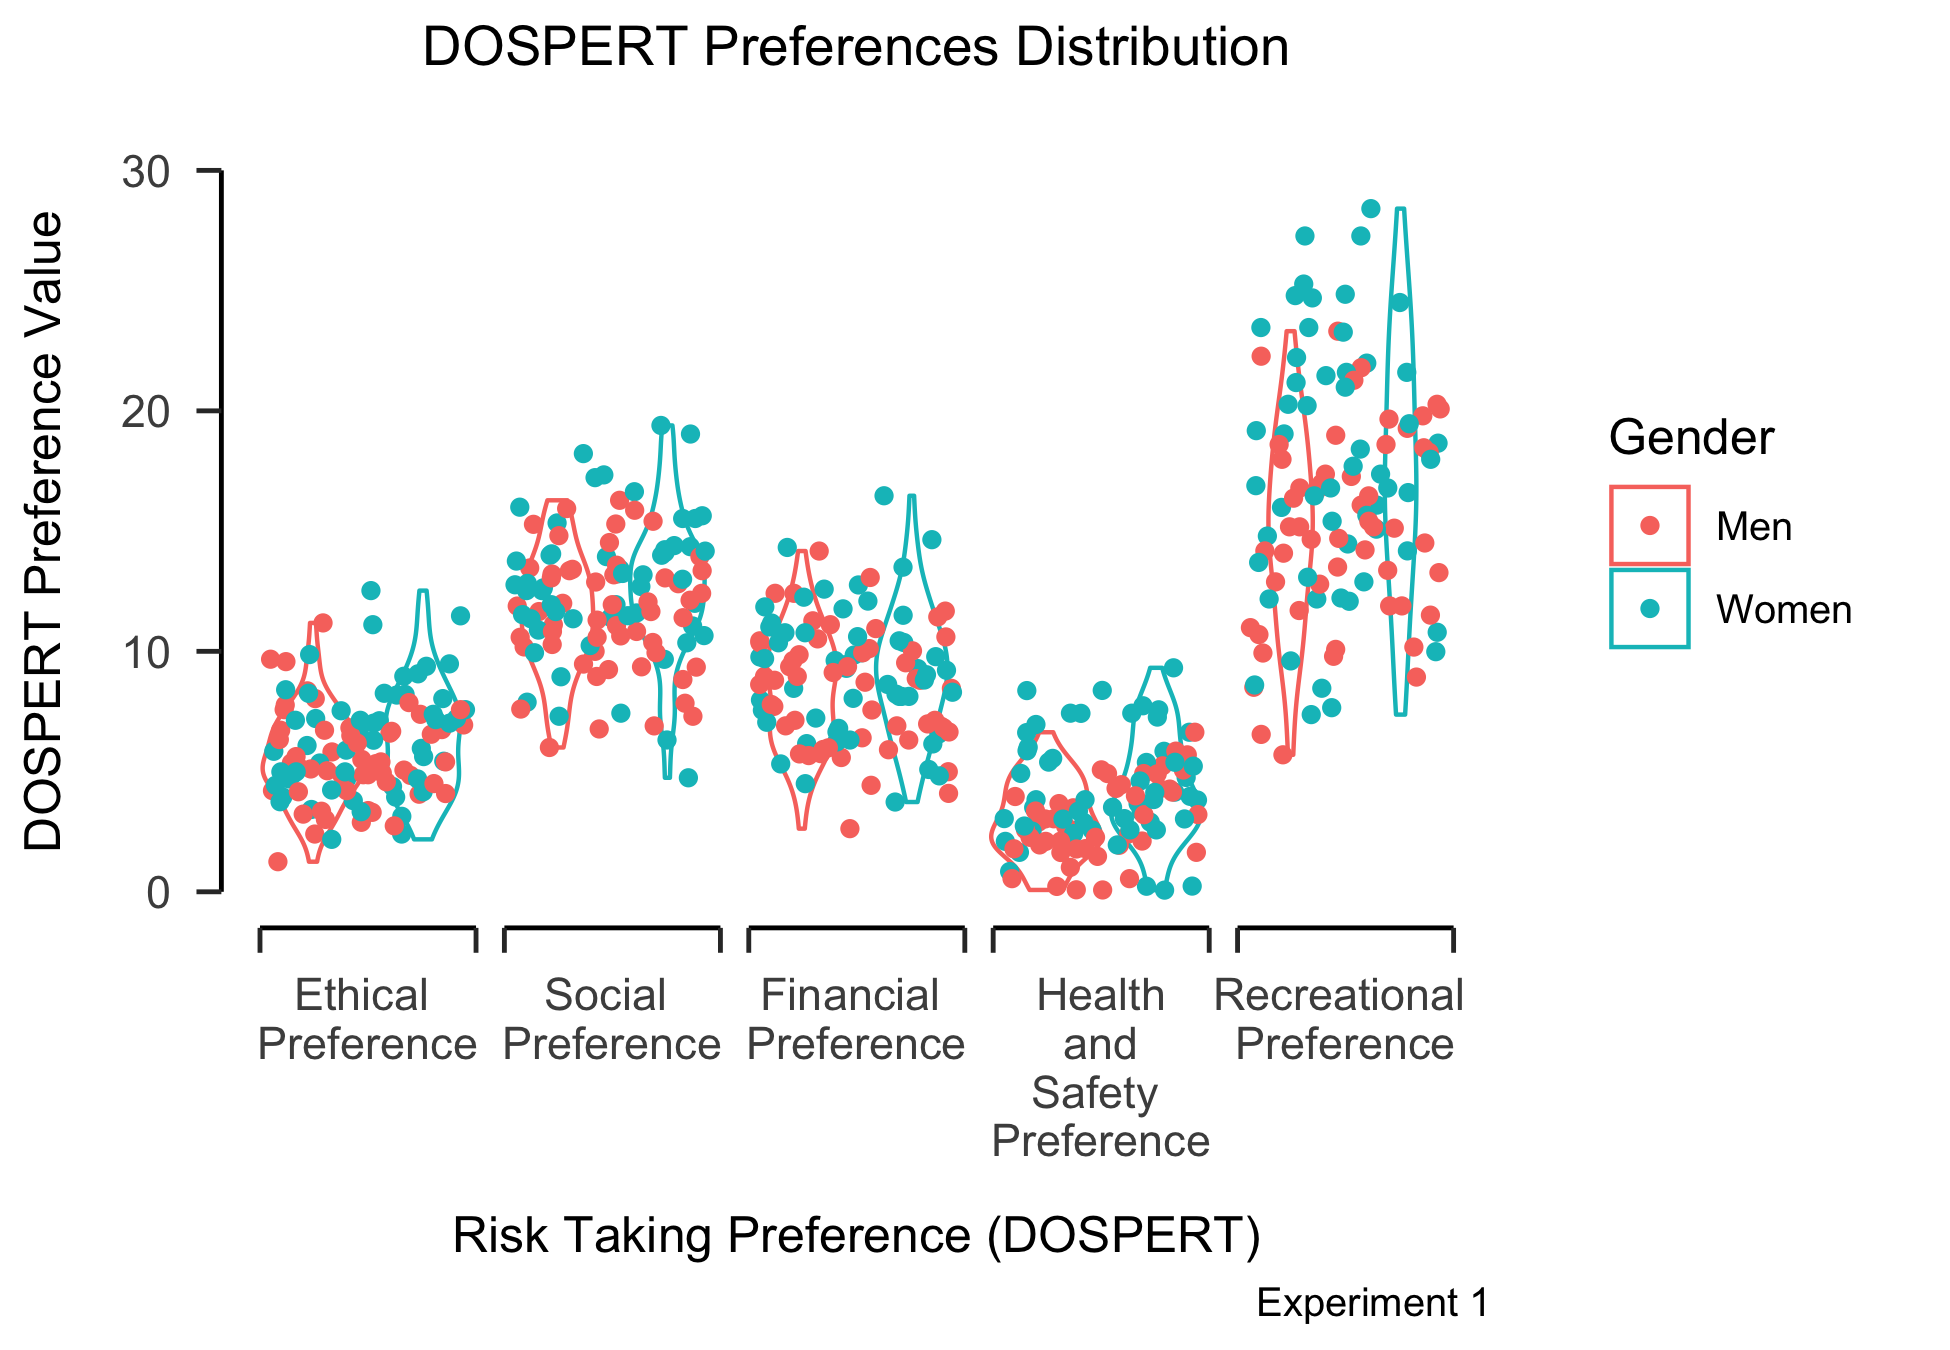 DOSPERT Preferences Distribution
DOSPERT Preference Value
30
20
10
0
Ethical
Preference
Social
Preference
Financial
Preference
Health
and
Safety
Preference
Recreational
Preference
Risk Taking Preference (DOSPERT)
Experiment 1
Gender
Men
Women